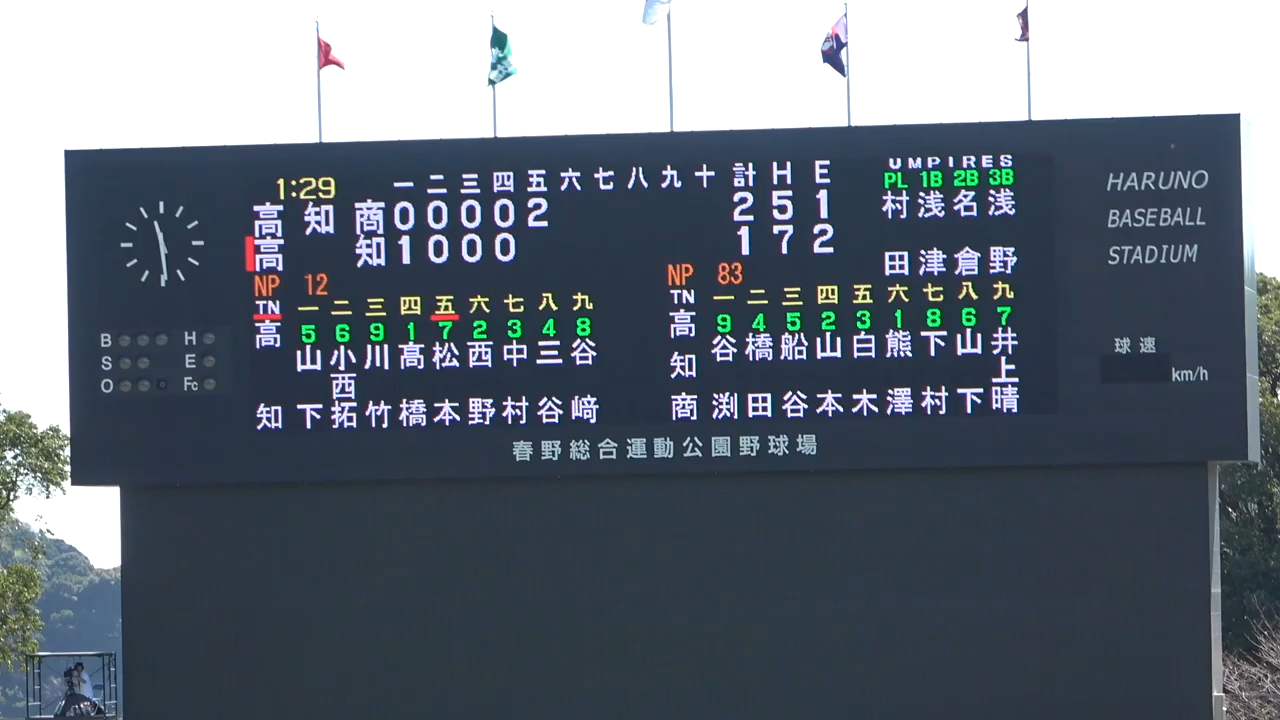 1:29 一 二 三 四 五 六 七 八 九 十 計 H E
高知商 0 0 0 0 2 2 5 1
高知 1 0 0 0 1 7 2
UMPIRES
PL 1B 2B 3B
村田 浅津 名倉 浅野
HARUNO
BASEBALL
STADIUM
NP 12
TN 一 二 三 四 五 六 七 八 九
高知 5 6 9 1 7 2 3 4 8
山下 小西拓 川竹 髙橋 松本 西野 中村 三谷 谷﨑
NP 83
TN 一 二 三 四 五 六 七 八 九
高知商 9 4 5 2 3 1 8 6 7
谷渕 橋田 船谷 山本 白木 熊澤 下村 山下 井上晴
B H
S E
O Fc
球速
km/h
春野総合運動公園野球場